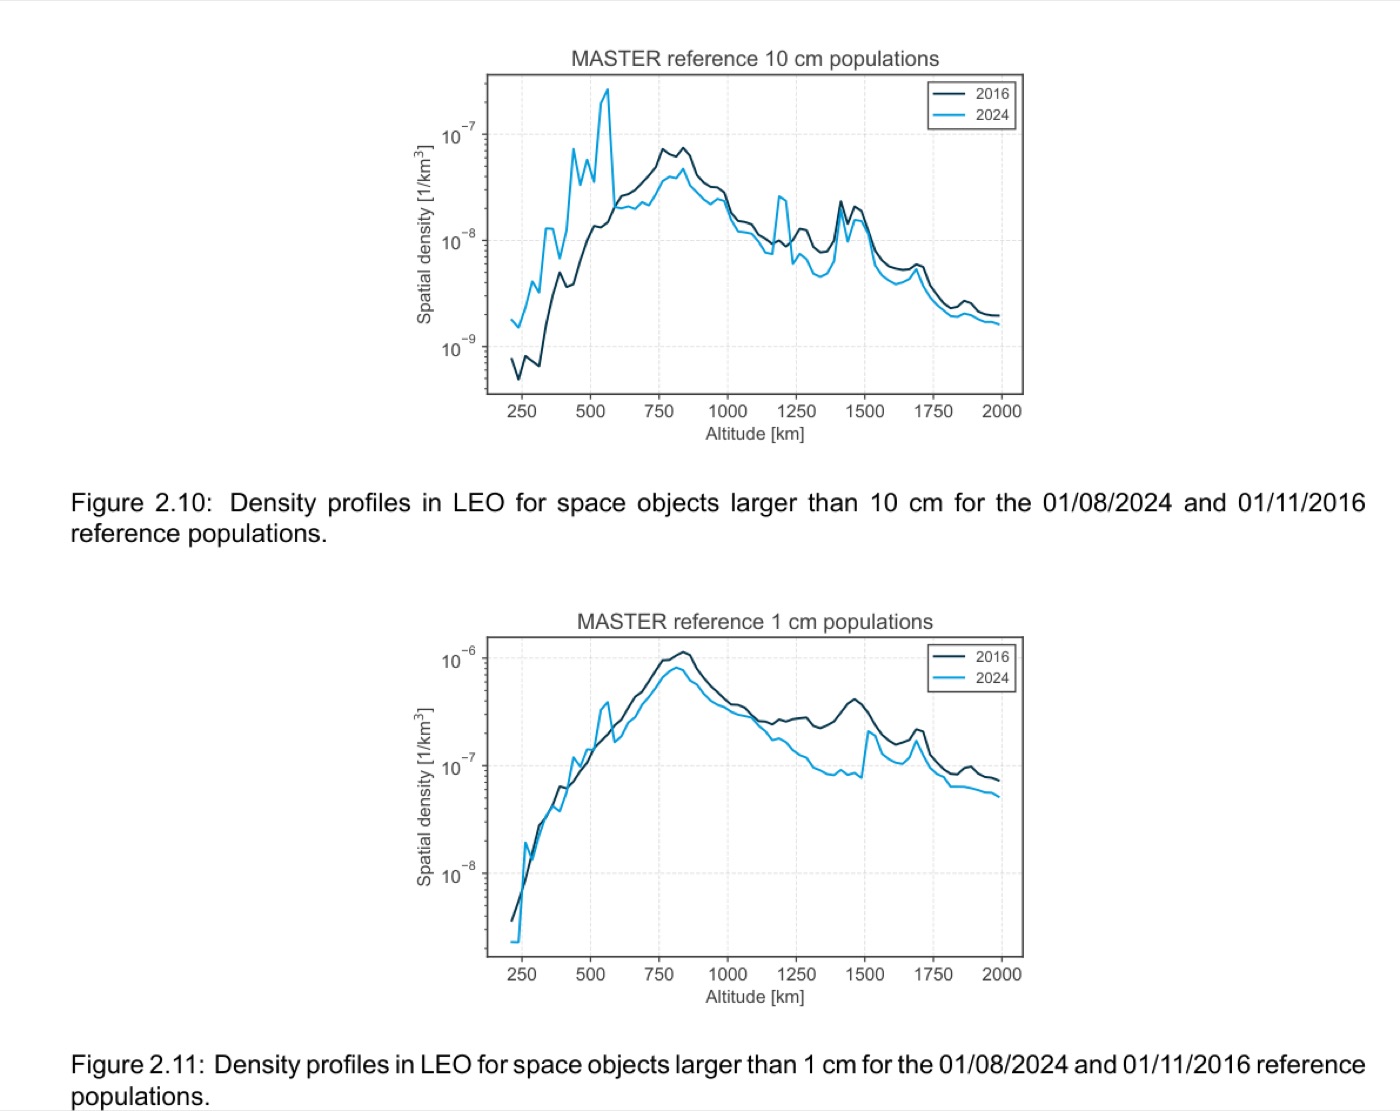 MASTER reference 10 cm populations
2016
2024
Spatial density [1/km³]
10⁻⁷
10⁻⁸
10⁻⁹
250 500 750 1000 1250 1500 1750 2000
Altitude [km]
Figure 2.10: Density profiles in LEO for space objects larger than 10 cm for the 01/08/2024 and 01/11/2016
reference populations.
MASTER reference 1 cm populations
2016
2024
Spatial density [1/km³]
10⁻⁶
10⁻⁷
10⁻⁸
250 500 750 1000 1250 1500 1750 2000
Altitude [km]
Figure 2.11: Density profiles in LEO for space objects larger than 1 cm for the 01/08/2024 and 01/11/2016 reference
populations.